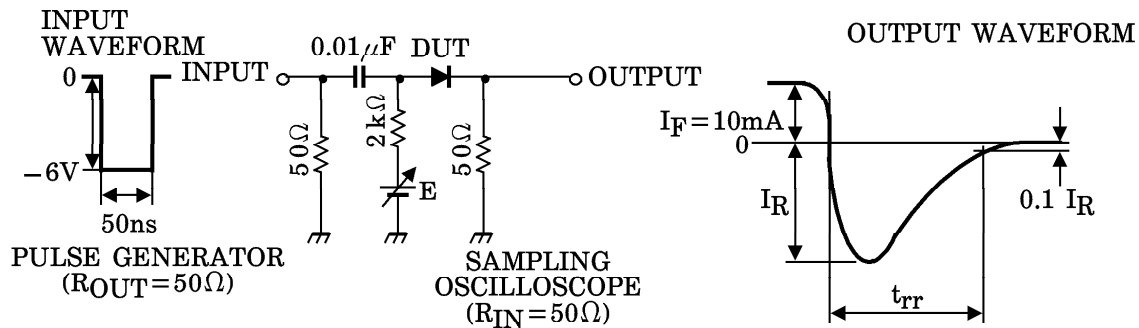 INPUT
WAVEFORM
0
−6V
50ns
PULSE GENERATOR
(ROUT=50Ω)
INPUT
0.01μF
DUT
OUTPUT
50Ω
2kΩ
E
50Ω
SAMPLING
OSCILLOSCOPE
(RIN=50Ω)
OUTPUT WAVEFORM
IF=10mA
0
IR
0.1 IR
trr